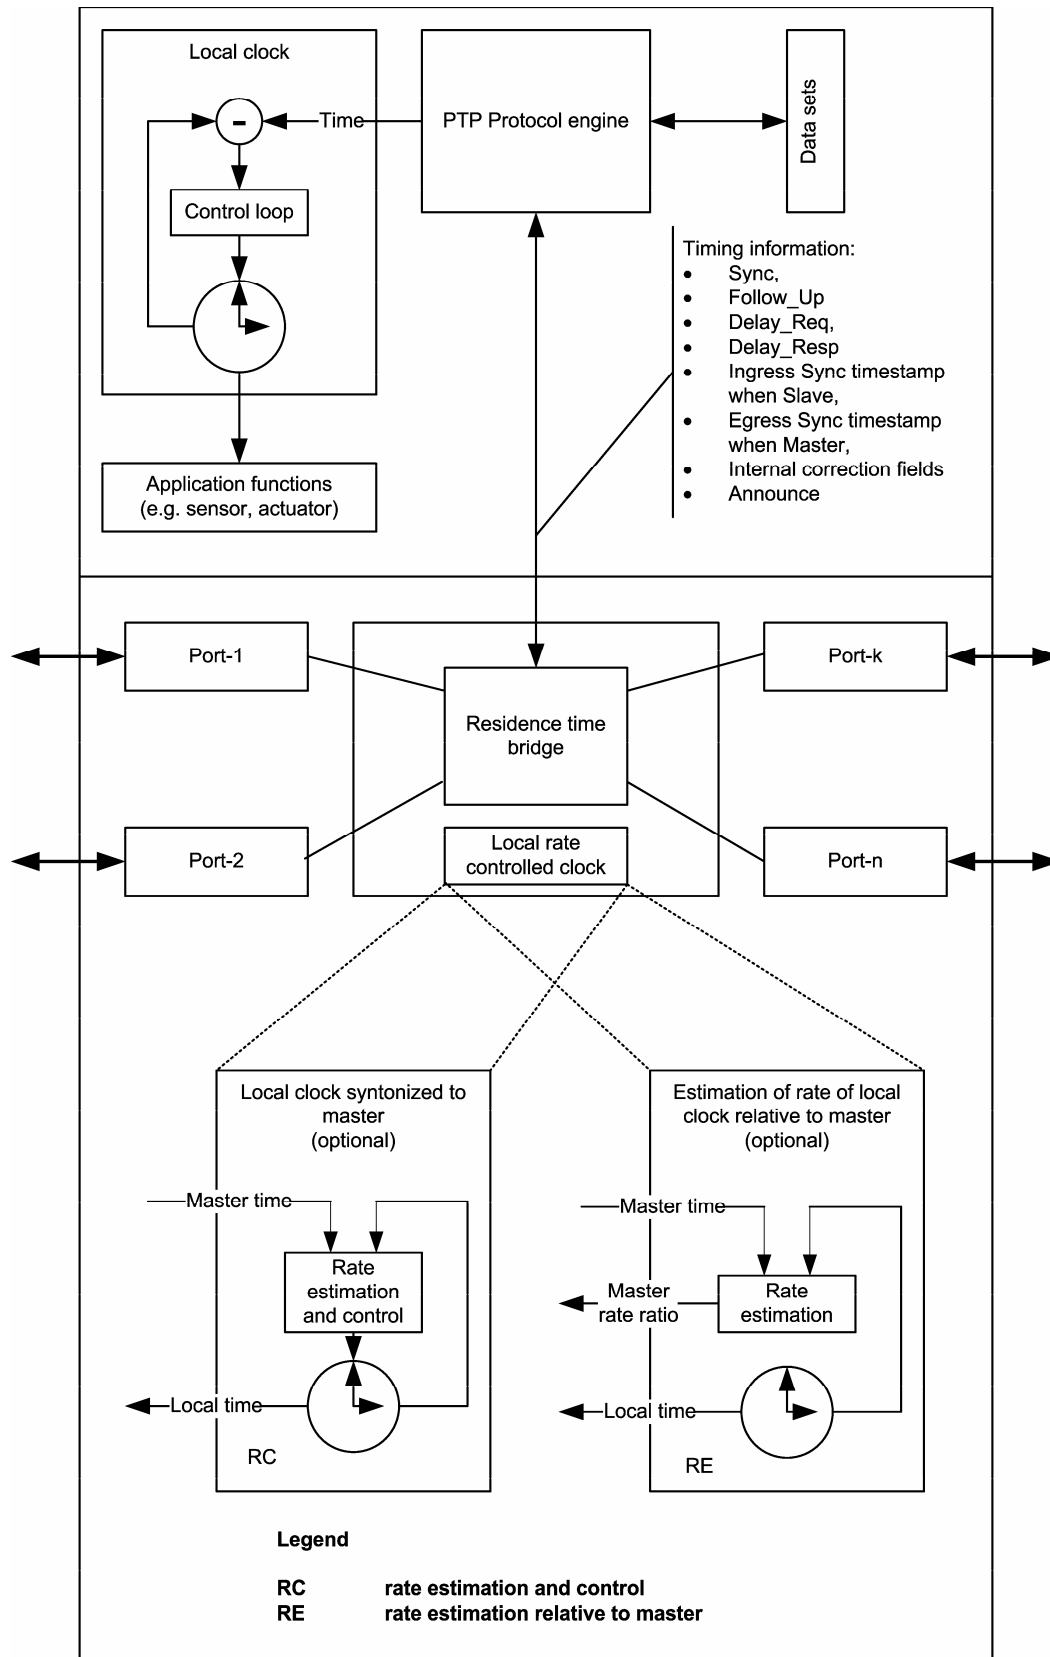 Local clock
-
Time
PTP Protocol engine
Data sets
Control loop
Timing information:
● Sync,
● Follow_Up
● Delay_Req,
● Delay_Resp
● Ingress Sync timestamp
when Slave,
● Egress Sync timestamp
when Master,
● Internal correction fields
● Announce
Application functions
(e.g. sensor, actuator)
Port-1
Port-k
Residence time
bridge
Port-2
Local rate
controlled clock
Port-n
Local clock syntonized to
master
(optional)
Master time
Rate
estimation
and control
Local time
RC
Estimation of rate of local
clock relative to master
(optional)
Master time
Master
rate ratio
Rate
estimation
Local time
RE
Legend
RC rate estimation and control
RE rate estimation relative to master